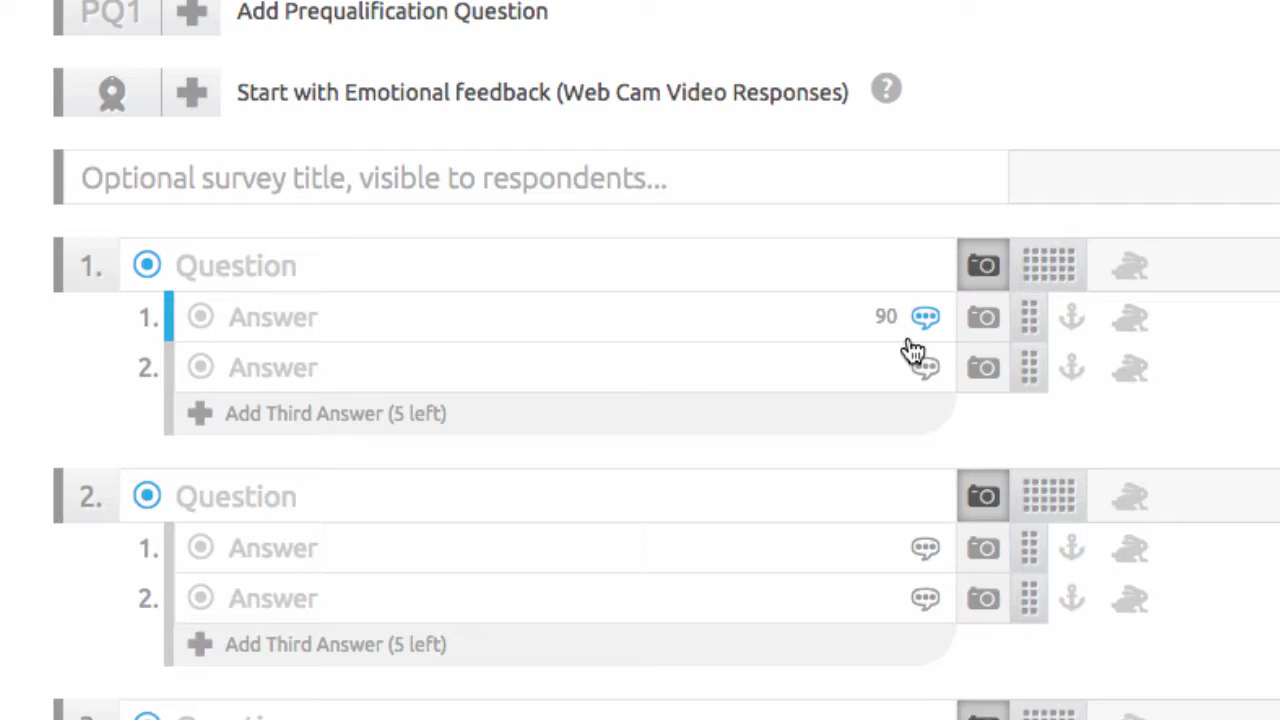 PQ1 Add Prequalification Question
Start with Emotional feedback (Web Cam Video Responses) ?
Optional survey title, visible to respondents...
1. Question
1. Answer 90
2. Answer
Add Third Answer (5 left)
2. Question
1. Answer
2. Answer
Add Third Answer (5 left)